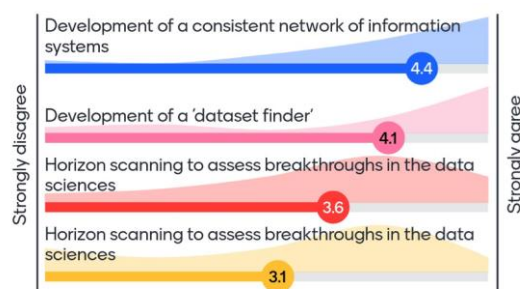 Strongly disagree
Development of a consistent network of information
systems
4.4
Development of a 'dataset finder'
4.1
Horizon scanning to assess breakthroughs in the data
sciences
3.6
Horizon scanning to assess breakthroughs in the data
sciences
3.1
Strongly agree